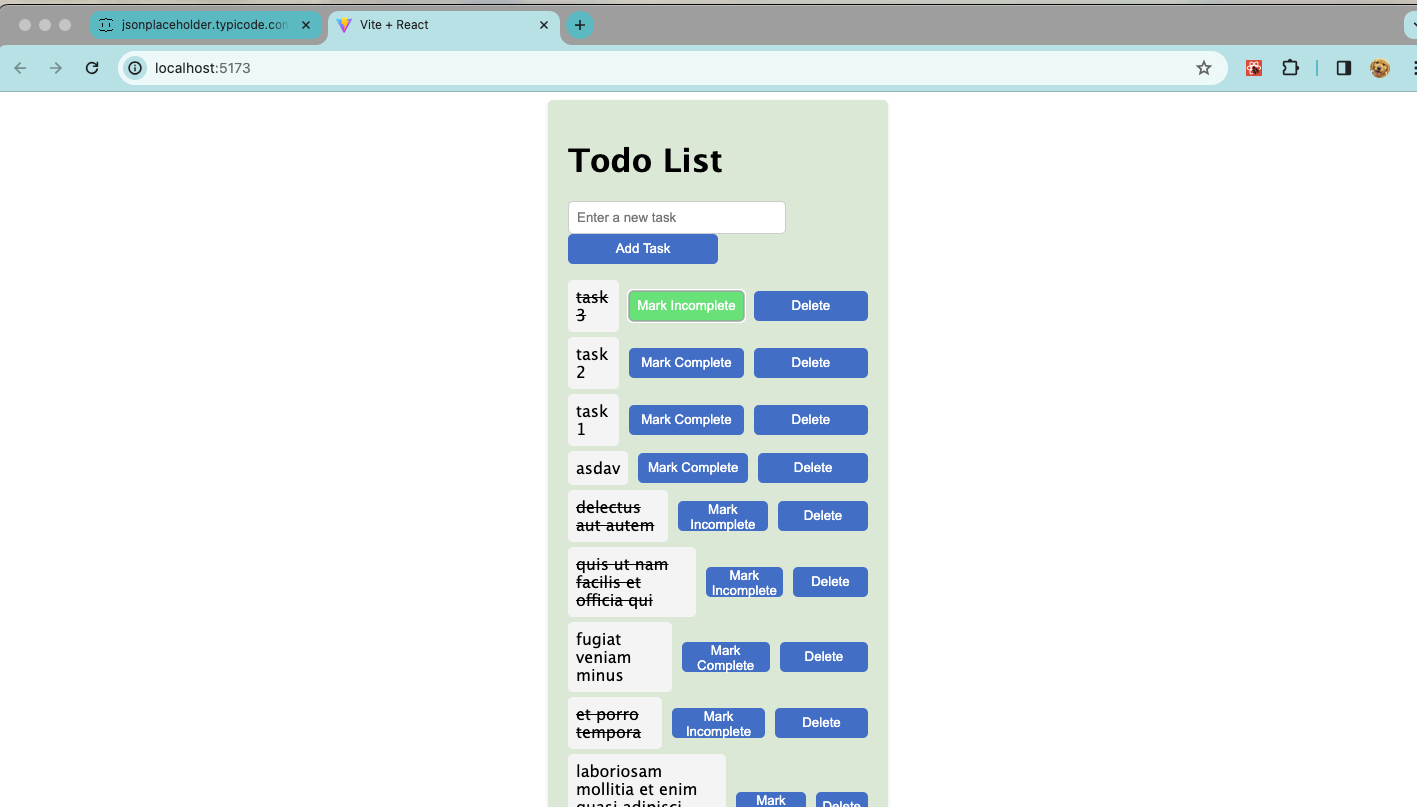 jsonplaceholder.typicode.con
Vite + React
localhost:5173
Todo List
Enter a new task
Add Task
task
3
Mark Incomplete
Delete
task
2
Mark Complete
Delete
task
1
Mark Complete
Delete
asdav
Mark Complete
Delete
delectus
aut autem
Mark
Incomplete
Delete
quis ut nam
facilis et
officia qui
Mark
Incomplete
Delete
fugiat
veniam
minus
Mark
Complete
Delete
et porro
tempora
Mark
Incomplete
Delete
laboriosam
mollitia et enim
quasi adipisci
Mark
Delete